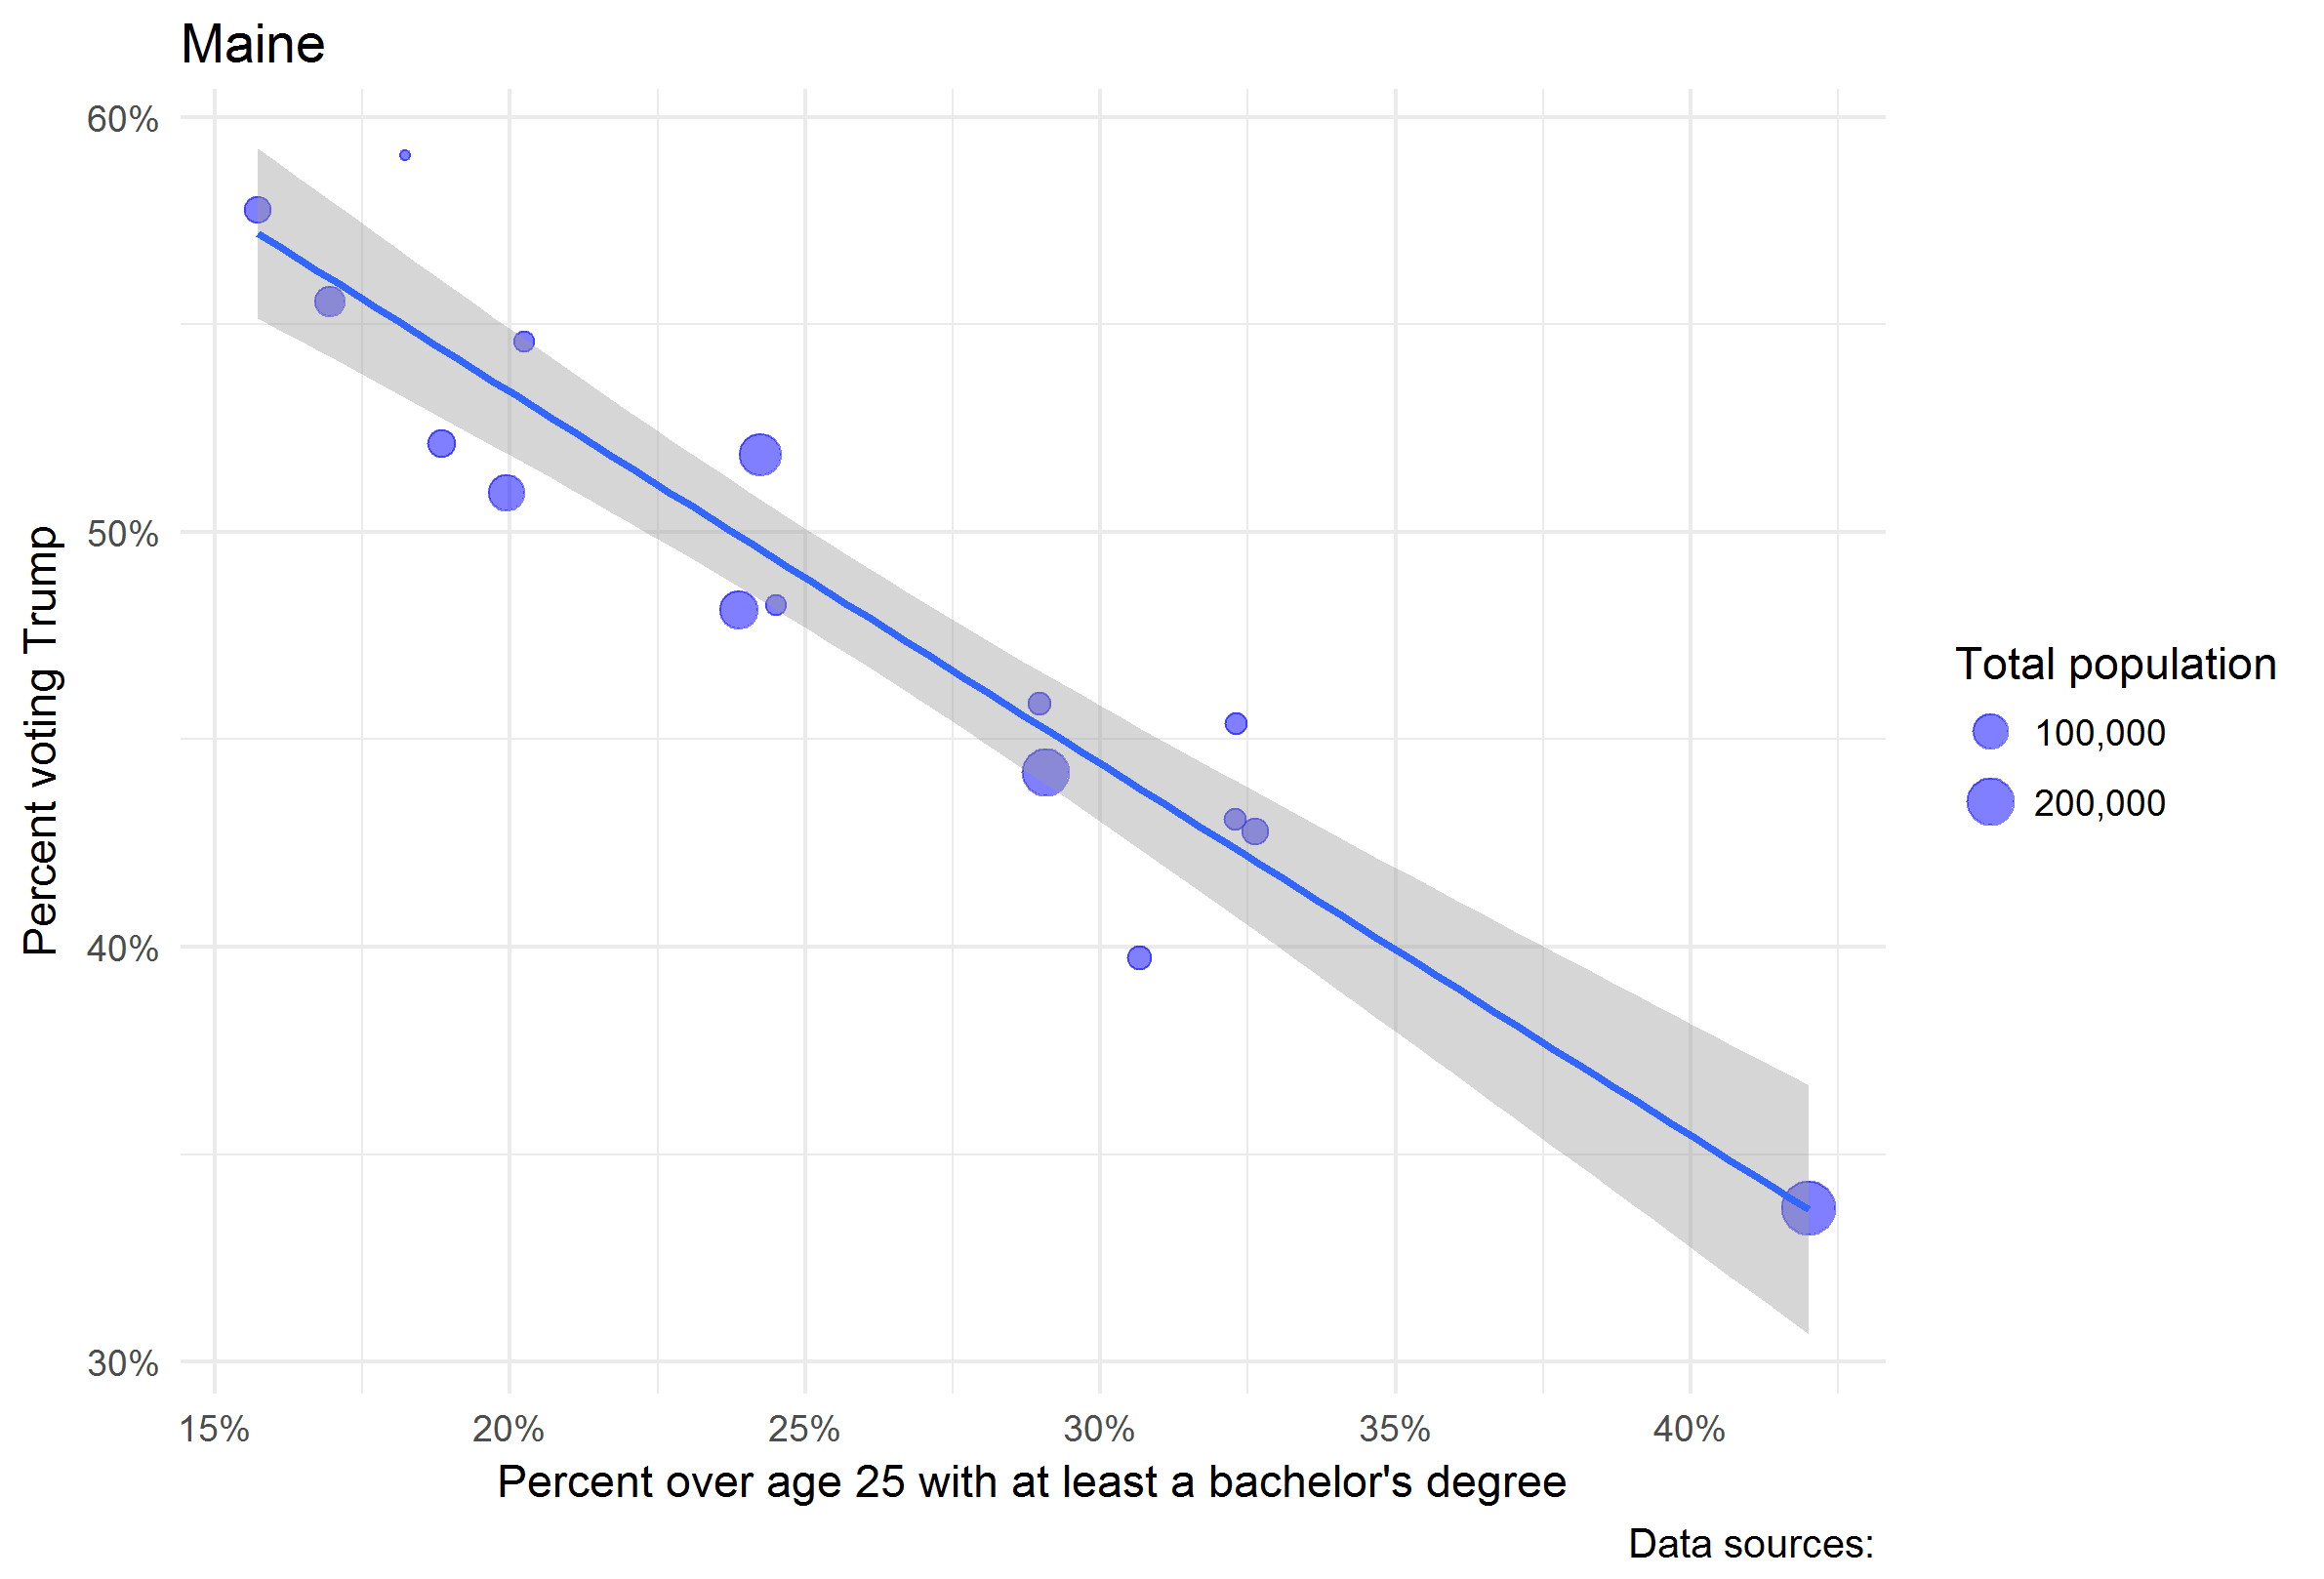 Maine
60%
50%
40%
30%
Percent voting Trump
15% 20% 25% 30% 35% 40%
Percent over age 25 with at least a bachelor's degree
Total population
100,000
200,000
Data sources: